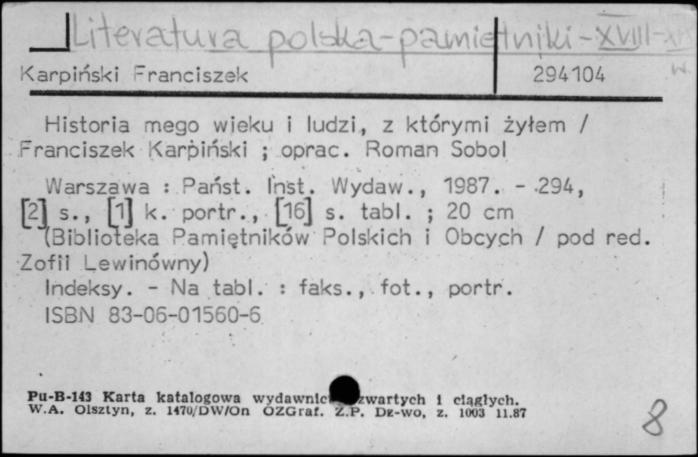 Literatura polska-pamiętniki-XVIII-XIX w.
Karpiński Franciszek 294104
Historia mego wieku i ludzi, z którymi żyłem /
Franciszek Karpiński ; oprac. Roman Sobol
Warszawa : Państ. Inst. Wydaw., 1987. - 294,
[2] s., [1] k. portr., [16] s. tabl. ; 20 cm
(Biblioteka Pamiętników Polskich i Obcych / pod red.
Zofii Lewinówny)
Indeksy. - Na tabl. : faks., fot., portr.
ISBN 83-06-01560-6
Pu-B-143 Karta katalogowa wydawnic zwartych i ciągłych.
W.A. Olsztyn, z. 1470/DW/On OZGraf. Z.P. Dz-wo, z. 1003 11.87
8